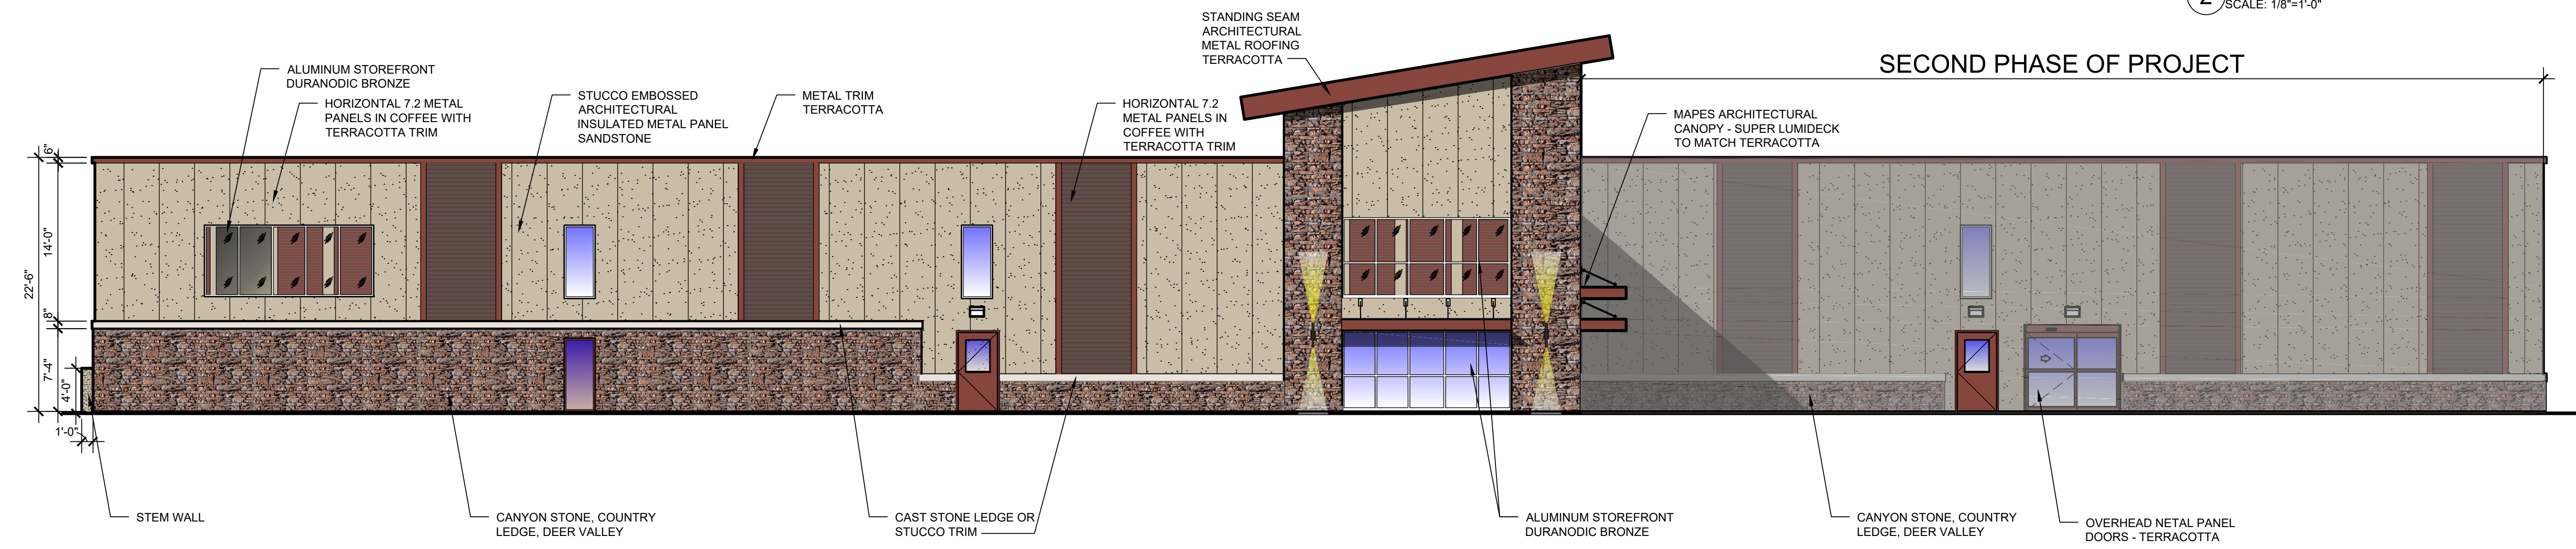 2
SCALE: 1/8"=1'-0"
STANDING SEAM
ARCHITECTURAL
METAL ROOFING
TERRACOTTA
SECOND PHASE OF PROJECT
ALUMINUM STOREFRONT
DURANODIC BRONZE
HORIZONTAL 7.2 METAL
PANELS IN COFFEE WITH
TERRACOTTA TRIM
STUCCO EMBOSSED
ARCHITECTURAL
INSULATED METAL PANEL
SANDSTONE
METAL TRIM
TERRACOTTA
HORIZONTAL 7.2
METAL PANELS IN
COFFEE WITH
TERRACOTTA TRIM
MAPES ARCHITECTURAL
CANOPY - SUPER LUMIDECK
TO MATCH TERRACOTTA
6"
14'-0"
22'-6"
8"
7'-4"
4'-0"
1'-0"
STEM WALL
CANYON STONE, COUNTRY
LEDGE, DEER VALLEY
CAST STONE LEDGE OR
STUCCO TRIM
ALUMINUM STOREFRONT
DURANODIC BRONZE
CANYON STONE, COUNTRY
LEDGE, DEER VALLEY
OVERHEAD NETAL PANEL
DOORS - TERRACOTTA